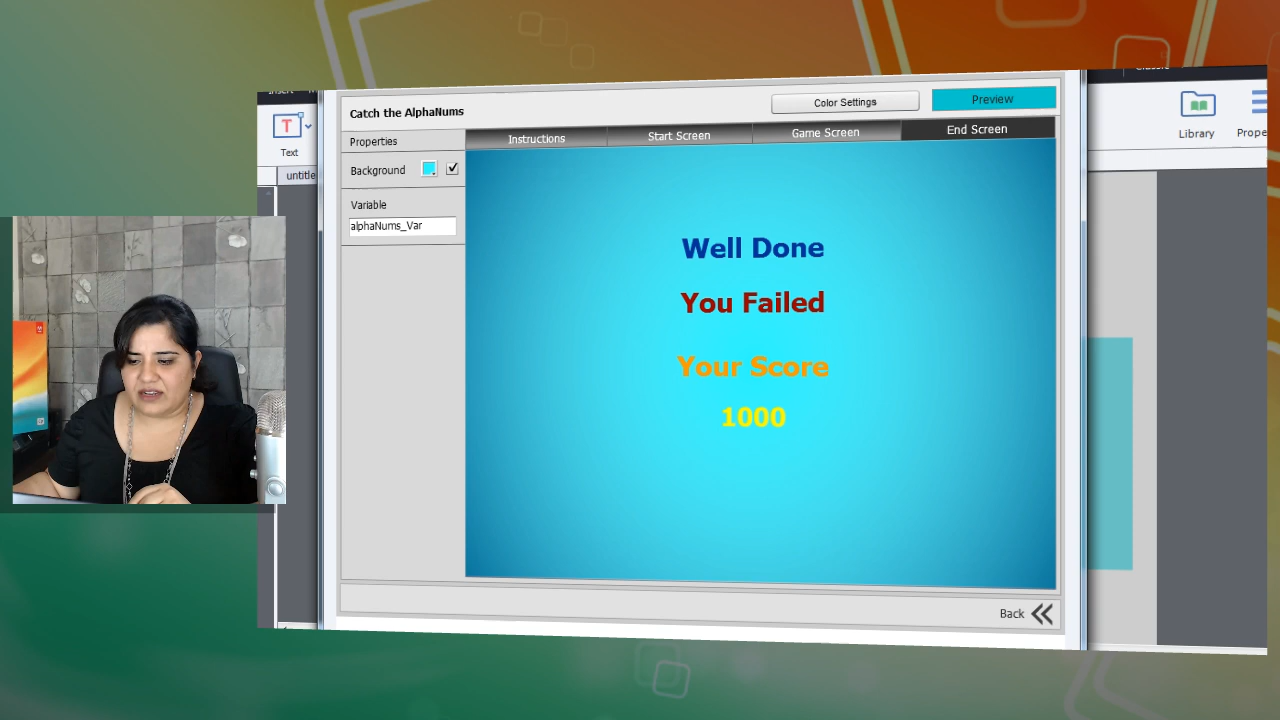 Insert
Text
untitle
Catch the AlphaNums
Color Settings
Preview
Properties
Instructions
Start Screen
Game Screen
End Screen
Background
Variable
alphaNums_Var
Well Done
You Failed
Your Score
1000
Back
Library
Prope